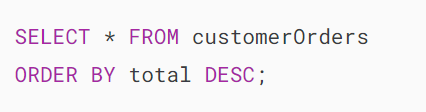 SELECT * FROM customerOrders
ORDER BY total DESC;